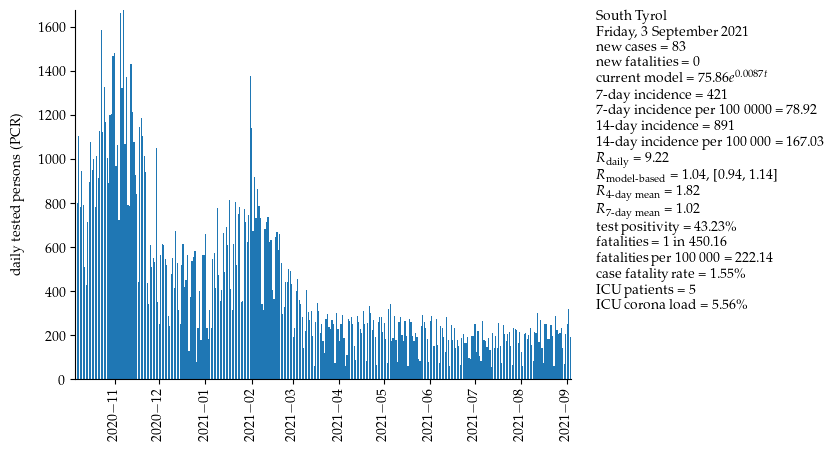 daily tested persons (PCR)
1600
1400
1200
1000
800
600
400
200
0
2020−11
2020−12
2021−01
2021−02
2021−03
2021−04
2021−05
2021−06
2021−07
2021−08
2021−09
South Tyrol
Friday, 3 September 2021
new cases = 83
new fatalities = 0
current model = 75.86e^0.0087t
7-day incidence = 421
7-day incidence per 100 0000 = 78.92
14-day incidence = 891
14-day incidence per 100 000 = 167.03
R_daily = 9.22
R_model-based = 1.04, [0.94, 1.14]
R_4-day mean = 1.82
R_7-day mean = 1.02
test positivity = 43.23%
fatalities = 1 in 450.16
fatalities per 100 000 = 222.14
case fatality rate = 1.55%
ICU patients = 5
ICU corona load = 5.56%